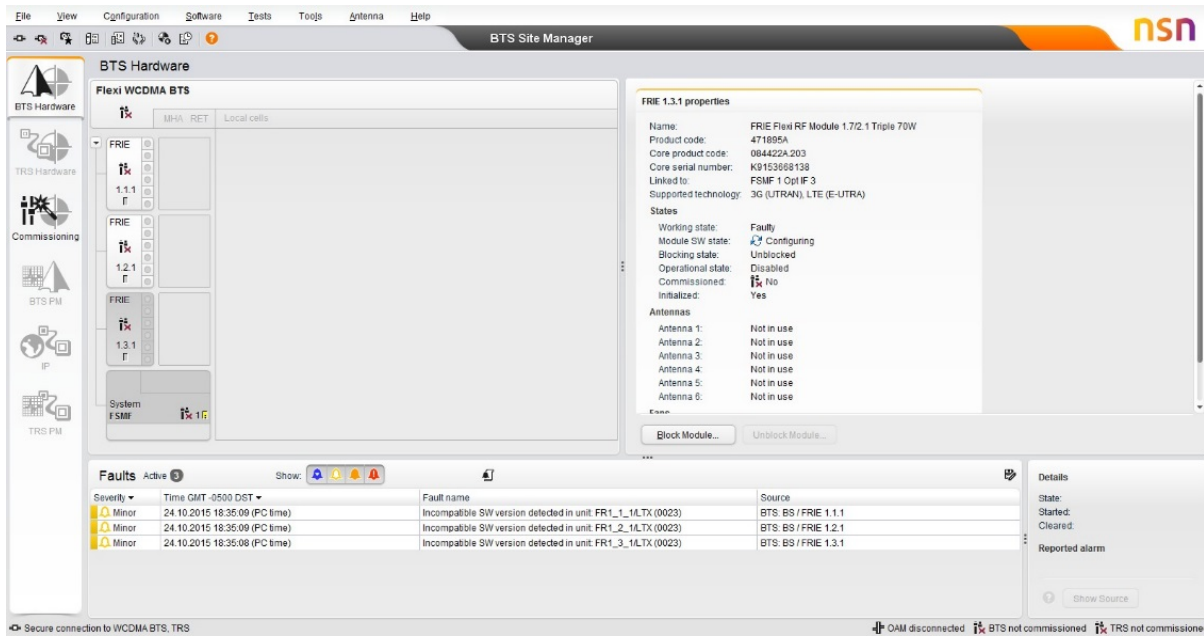 File View Configuration Software Tests Tools Antenna Help
BTS Site Manager
nsn
BTS Hardware
TRS Hardware
Commissioning
BTS PM
IP
TRS PM
BTS Hardware
Flexi WCDMA BTS
MHA RET Local cells
FRIE
1.1.1
F
FRIE
1.2.1
F
FRIE
1.3.1
F
System
FSMF
1
FRIE 1.3.1 properties
Name: FRIE Flexi RF Module 1.7/2.1 Triple 70W
Product code: 471895A
Core product code: 084422A.203
Core serial number: K9153668138
Linked to: FSMF 1 Opt IF 3
Supported technology: 3G (UTRAN), LTE (E-UTRA)
States
Working state: Faulty
Module SW state: Configuring
Blocking state: Unblocked
Operational state: Disabled
Commissioned: No
Initialized: Yes
Antennas
Antenna 1: Not in use
Antenna 2: Not in use
Antenna 3: Not in use
Antenna 4: Not in use
Antenna 5: Not in use
Antenna 6: Not in use
Fans
Block Module... Unblock Module...
Faults Active 3 Show:
Severity Time GMT -0500 DST Fault name Source
Minor 24.10.2015 18:35:09 (PC time) Incompatible SW version detected in unit: FR1_1_1/LTX (0023) BTS: BS / FRIE 1.1.1
Minor 24.10.2015 18:35:09 (PC time) Incompatible SW version detected in unit: FR1_2_1/LTX (0023) BTS: BS / FRIE 1.2.1
Minor 24.10.2015 18:35:08 (PC time) Incompatible SW version detected in unit: FR1_3_1/LTX (0023) BTS: BS / FRIE 1.3.1
Details
State:
Started:
Cleared:
Reported alarm
Show Source
Secure connection to WCDMA BTS, TRS
OAM disconnected BTS not commissioned TRS not commissione